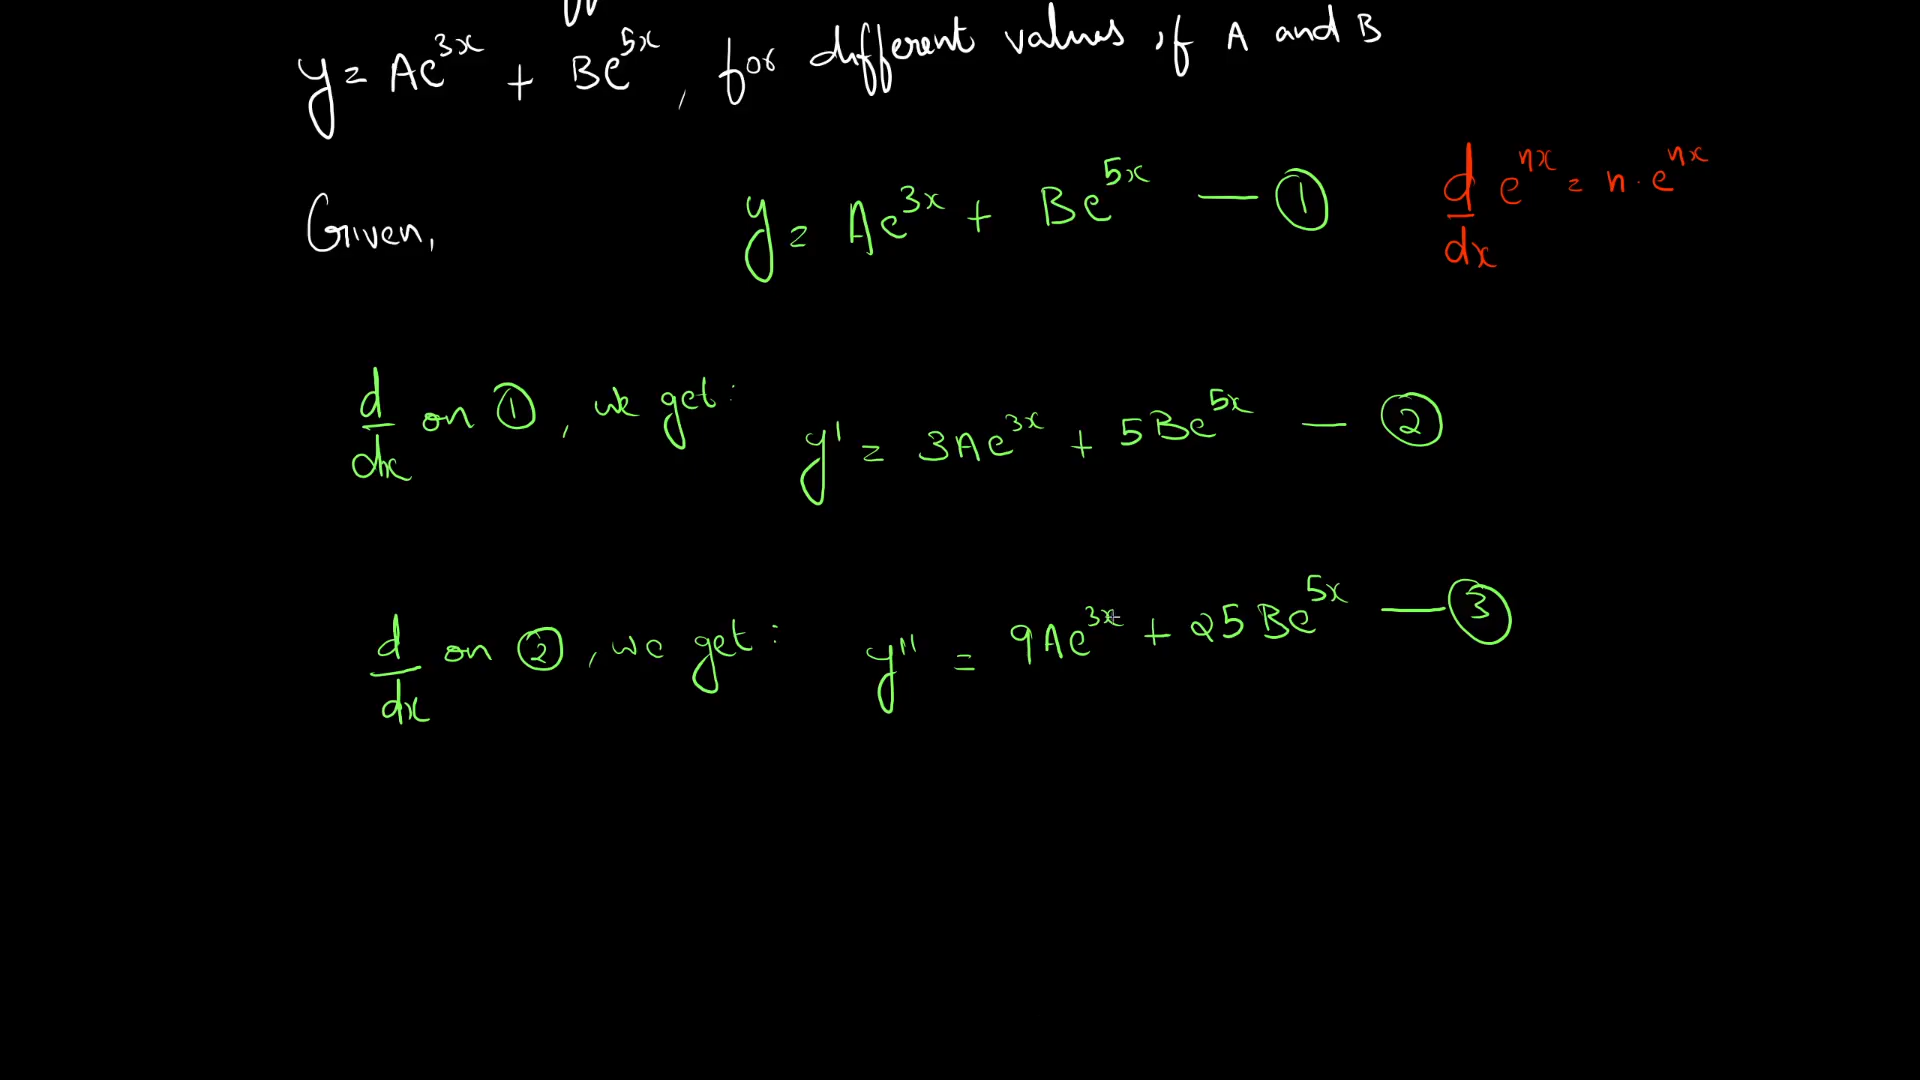 y = Ae^{3x} + Be^{5x}, for different values of A and B
Given, y = Ae^{3x} + Be^{5x} — ①
d/dx e^{nx} = n · e^{nx}
d/dx on ①, we get: y' = 3Ae^{3x} + 5Be^{5x} — ②
d/dx on ②, we get: y'' = 9Ae^{3x} + 25Be^{5x} — ③